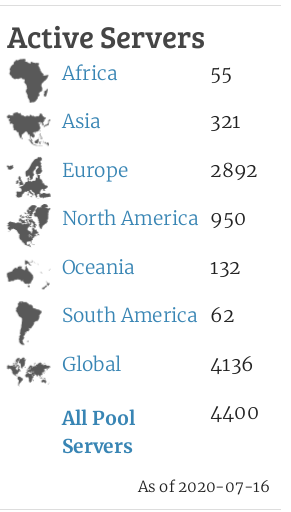 Active Servers
Africa 55
Asia 321
Europe 2892
North America 950
Oceania 132
South America 62
Global 4136
All Pool 4400
Servers
As of 2020-07-16